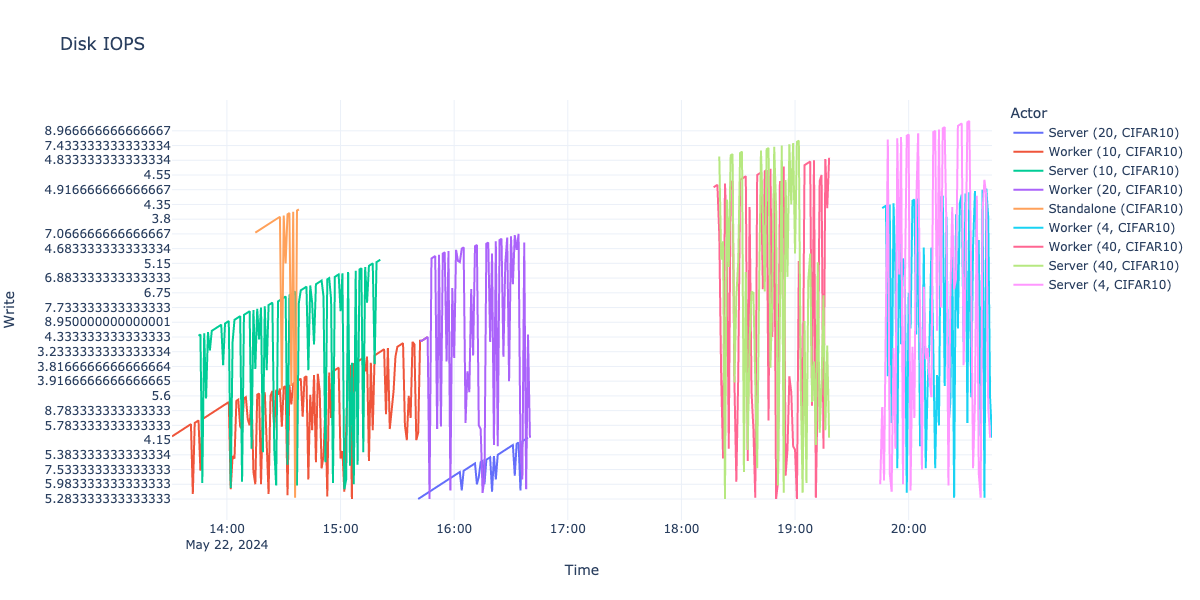 Disk IOPS
Write
8.966666666666667
7.433333333333334
4.833333333333334
4.55
4.916666666666667
4.35
3.8
7.066666666666667
4.683333333333334
5.15
6.883333333333333
6.75
7.733333333333333
8.950000000000001
4.333333333333333
3.233333333333334
3.816666666666664
3.9166666666666665
5.6
8.783333333333333
5.783333333333333
4.15
5.383333333333334
7.533333333333333
5.983333333333333
5.283333333333333
14:00
15:00
16:00
17:00
18:00
19:00
20:00
May 22, 2024
Time
Actor
Server (20, CIFAR10)
Worker (10, CIFAR10)
Server (10, CIFAR10)
Worker (20, CIFAR10)
Standalone (CIFAR10)
Worker (4, CIFAR10)
Worker (40, CIFAR10)
Server (40, CIFAR10)
Server (4, CIFAR10)